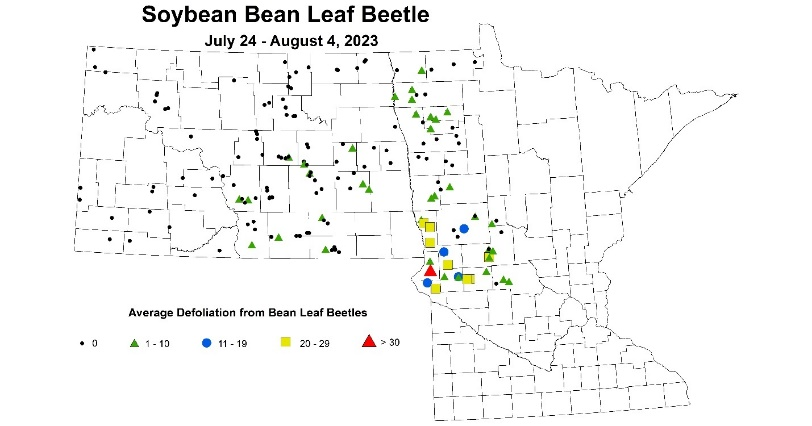 Soybean Bean Leaf Beetle
July 24 - August 4, 2023
Average Defoliation from Bean Leaf Beetles
0 1 - 10 11 - 19 20 - 29 > 30